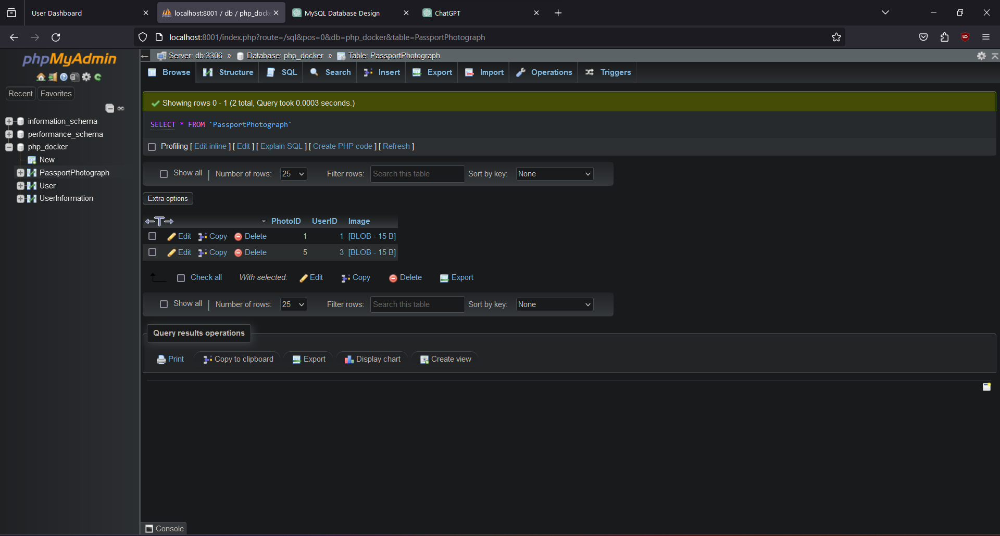 User Dashboard
localhost:8001 / db / php_docke
MySQL Database Design
ChatGPT
localhost:8001/index.php?route=/sql&pos=0&db=php_docker&table=PassportPhotograph
phpMyAdmin
Recent Favorites
information_schema
performance_schema
php_docker
New
PassportPhotograph
User
UserInformation
Server: db:3306 » Database: php_docker » Table: PassportPhotograph
Browse Structure SQL Search Insert Export Import Operations Triggers
Showing rows 0 - 1 (2 total, Query took 0.0003 seconds.)
SELECT * FROM `PassportPhotograph`
Profiling [ Edit inline ] [ Edit ] [ Explain SQL ] [ Create PHP code ] [ Refresh ]
Show all | Number of rows: 25 Filter rows: Search this table Sort by key: None
Extra options
←T→ PhotoID UserID Image
Edit Copy Delete 1 1 [BLOB - 15 B]
Edit Copy Delete 5 3 [BLOB - 15 B]
Check all With selected: Edit Copy Delete Export
Show all | Number of rows: 25 Filter rows: Search this table Sort by key: None
Query results operations
Print Copy to clipboard Export Display chart Create view
Console